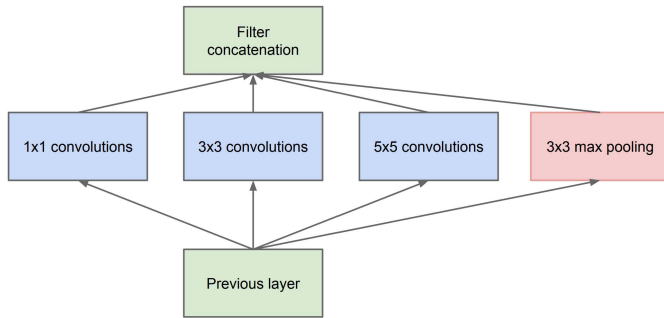 Filter
concatenation
1x1 convolutions
3x3 convolutions
5x5 convolutions
3x3 max pooling
Previous layer